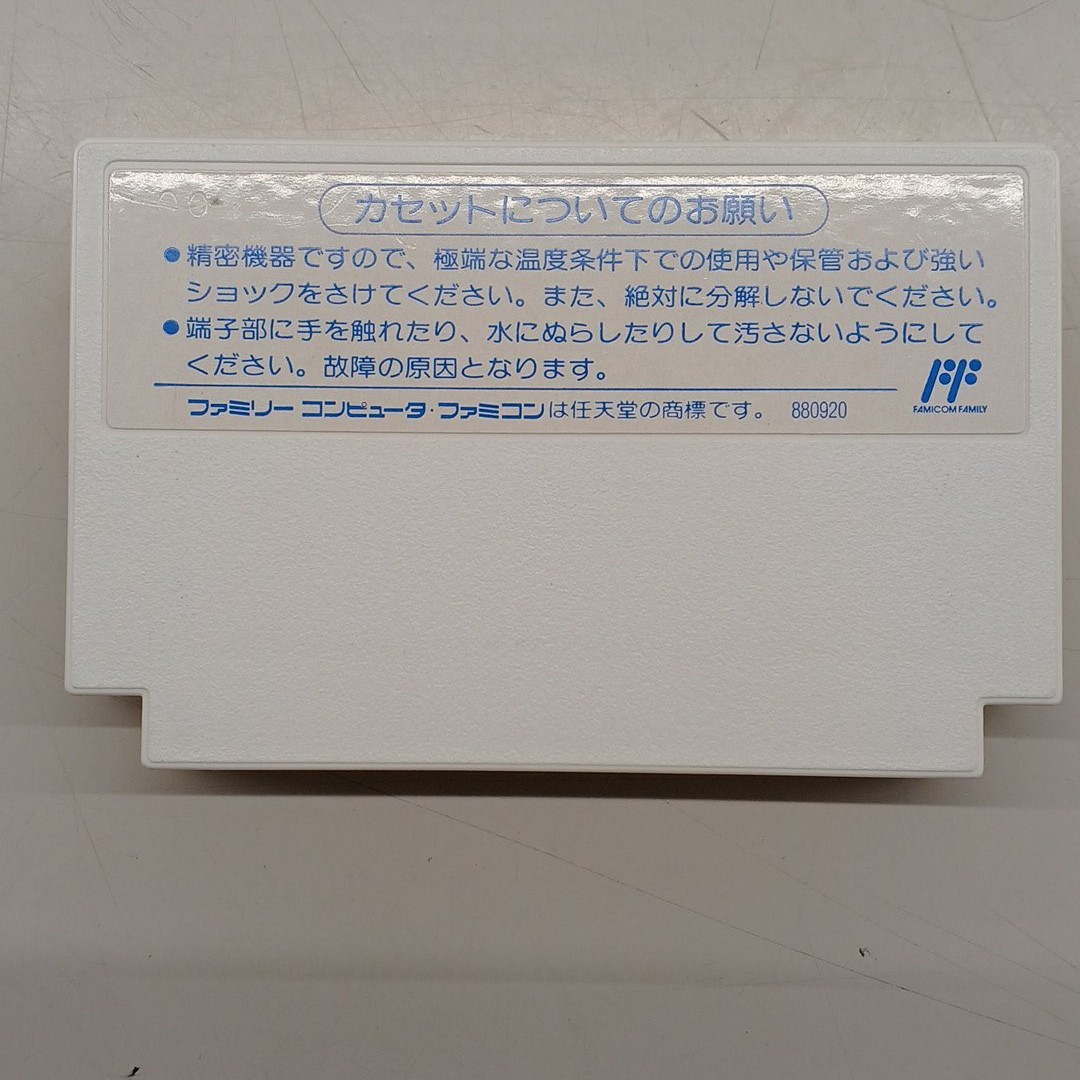 カセットについてのお願い
●精密機器ですので、極端な温度条件下での使用や保管および強い
ショックをさけてください。また、絶対に分解しないでください。
●端子部に手を触れたり、水にぬらしたりして汚さないようにして
ください。故障の原因となります。
ファミリーコンピュータ・ファミコンは任天堂の商標です。 880920
FAMICOM FAMILY